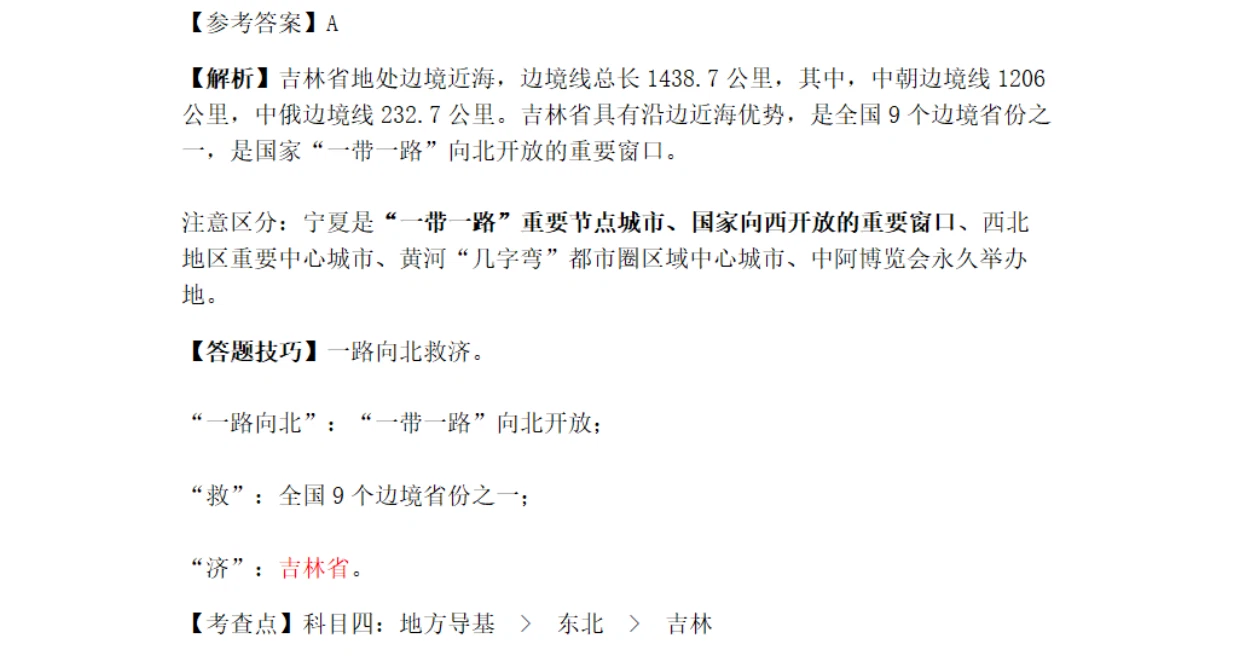 【参考答案】A
【解析】吉林省地处边境近海，边境线总长 1438.7 公里，其中，中朝边境线 1206
公里，中俄边境线 232.7 公里。吉林省具有沿边近海优势，是全国 9 个边境省份之
一，是国家“一带一路”向北开放的重要窗口。
注意区分：宁夏是“一带一路”重要节点城市、国家向西开放的重要窗口、西北
地区重要中心城市、黄河“几字弯”都市圈区域中心城市、中阿博览会永久举办
地。
【答题技巧】一路向北救济。
“一路向北”：“一带一路”向北开放；
“救”：全国 9 个边境省份之一；
“济”：吉林省。
【考查点】科目四：地方导基 > 东北 > 吉林